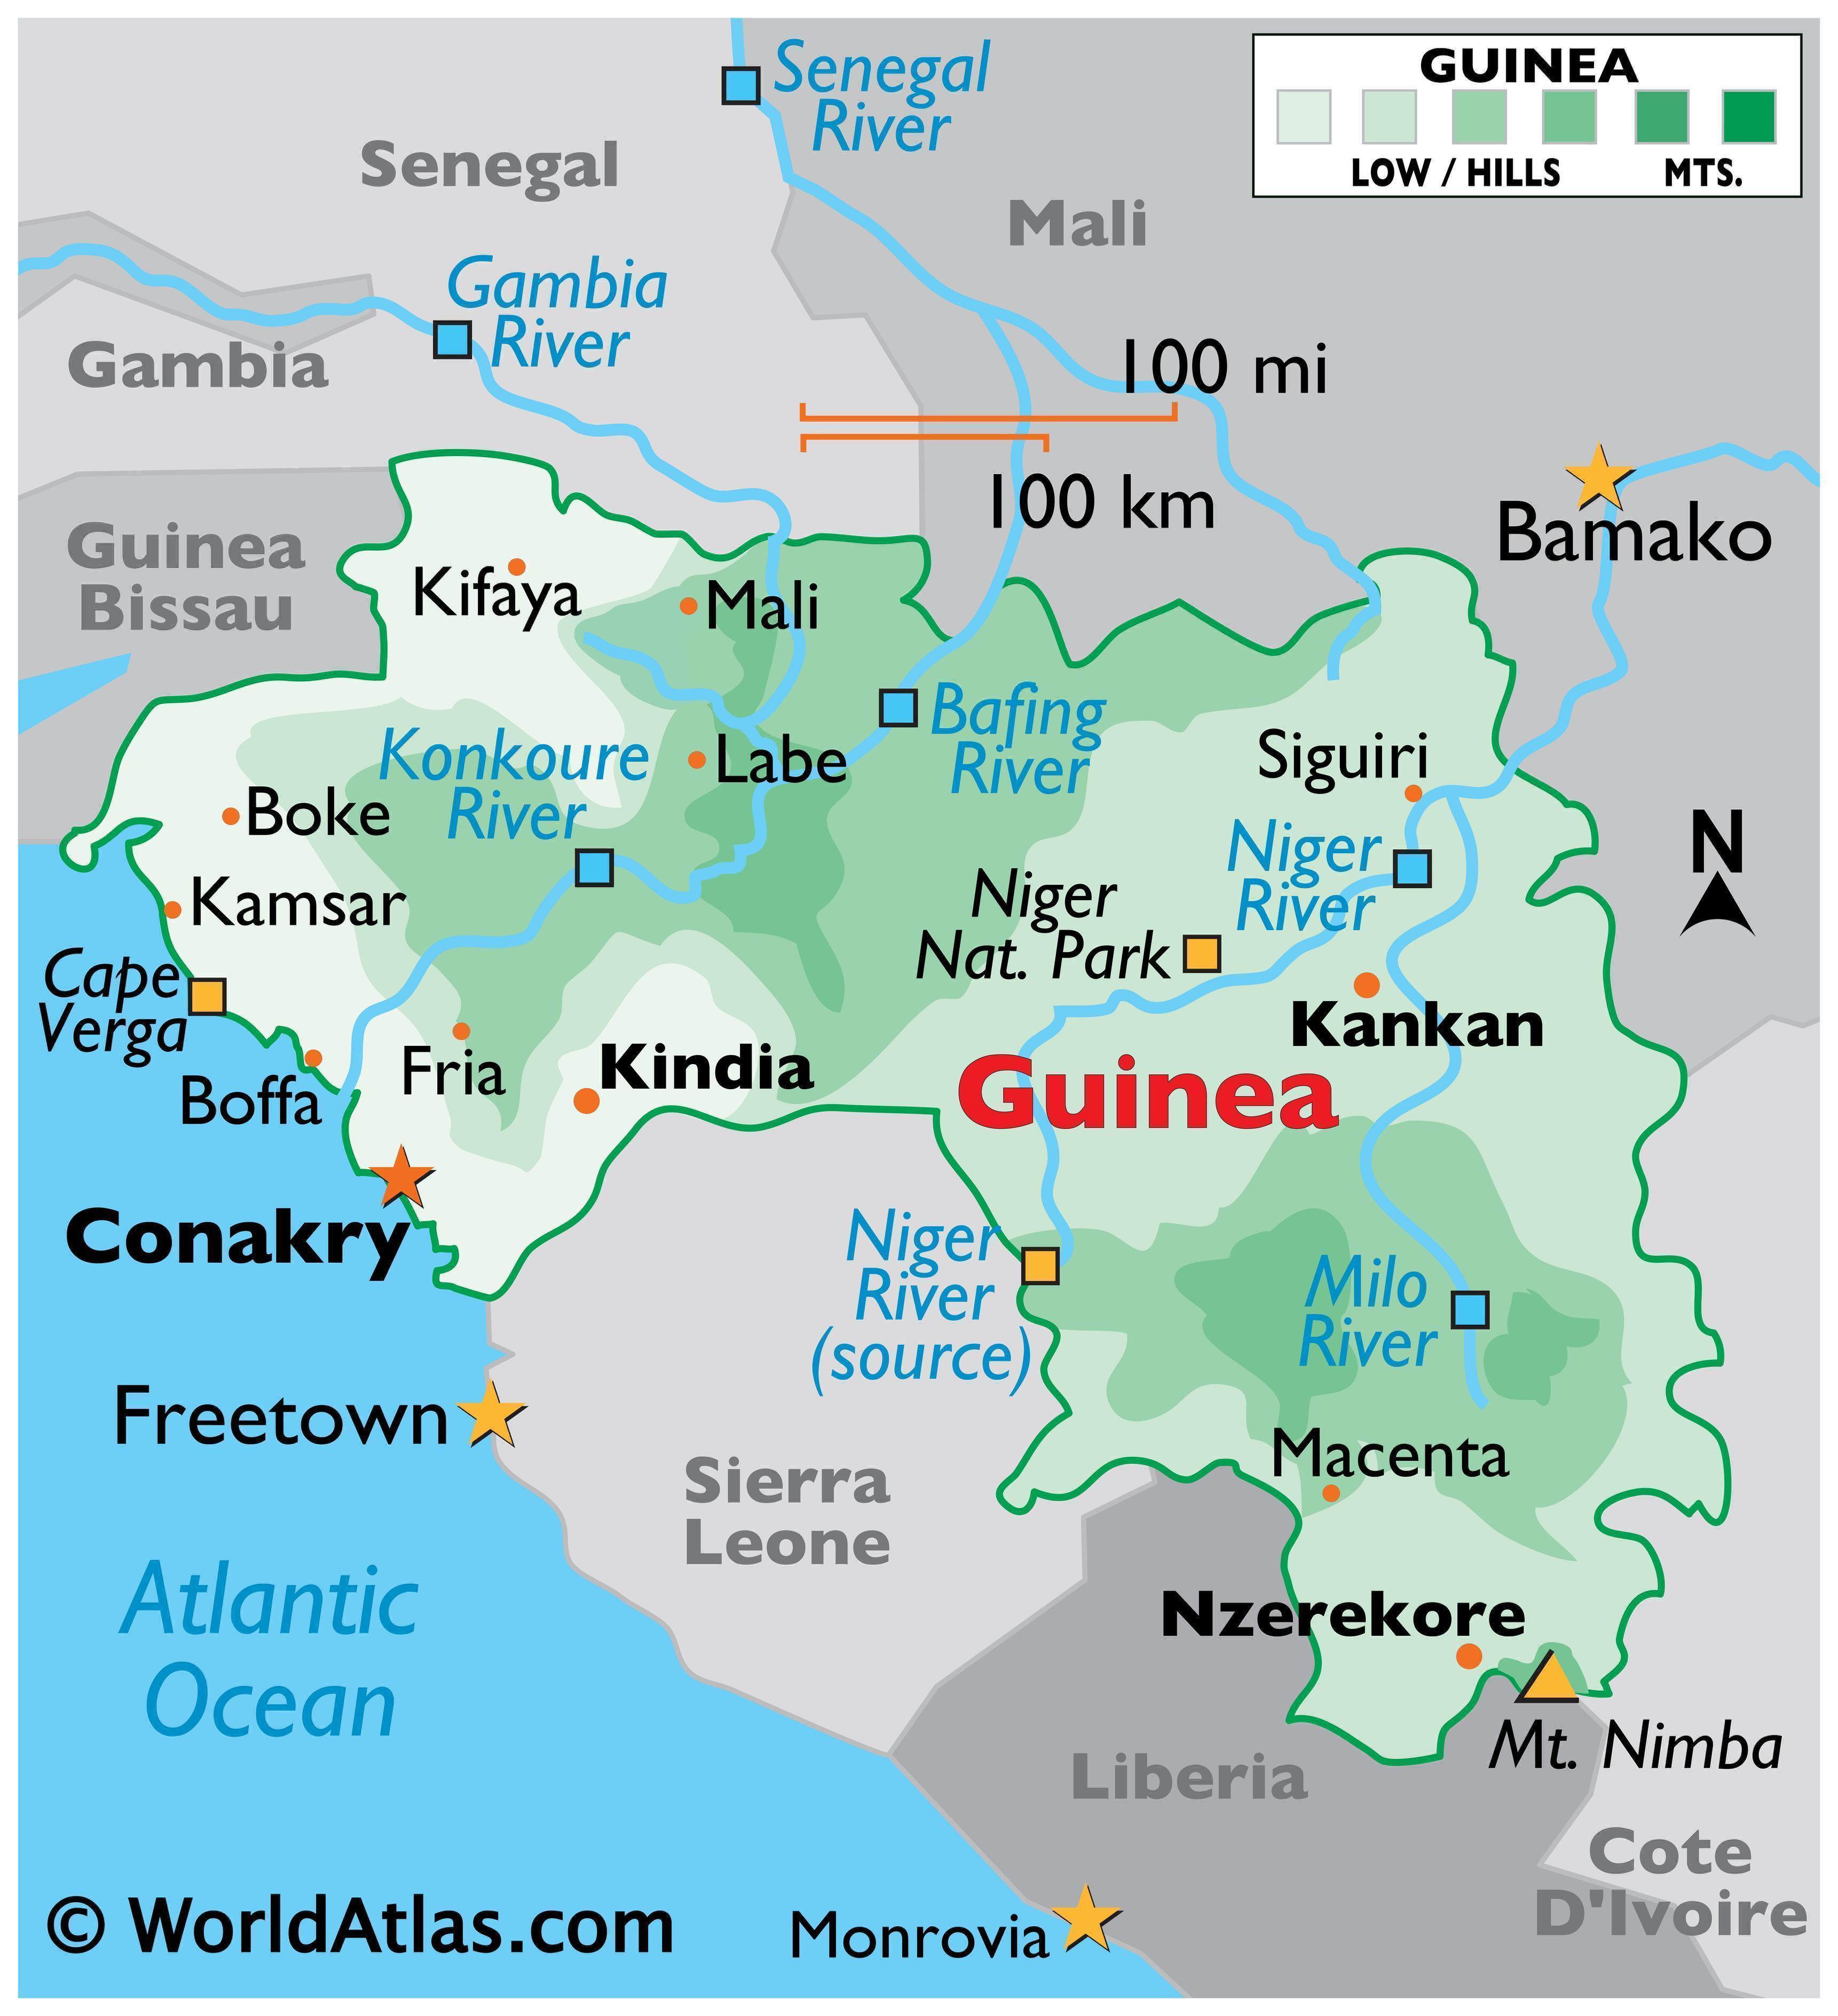 Senegal
River
GUINEA
LOW / HILLS
MTS.
Senegal
Mali
Gambia
River
Gambia
100 mi
100 km
Bamako
Guinea
Bissau
Kifaya
Mali
Bafing
River
Konkoure
River
Labe
Siguiri
Boke
Niger
River
N
Kamsar
Niger
Nat. Park
Cape
Verga
Kankan
Fria
Kindia
Boffa
Guinea
Conakry
Niger
River
(source)
Milo
River
Freetown
Macenta
Sierra
Leone
Atlantic
Ocean
Nzerekore
Mt. Nimba
Liberia
Cote
D'Ivoire
© WorldAtlas.com
Monrovia